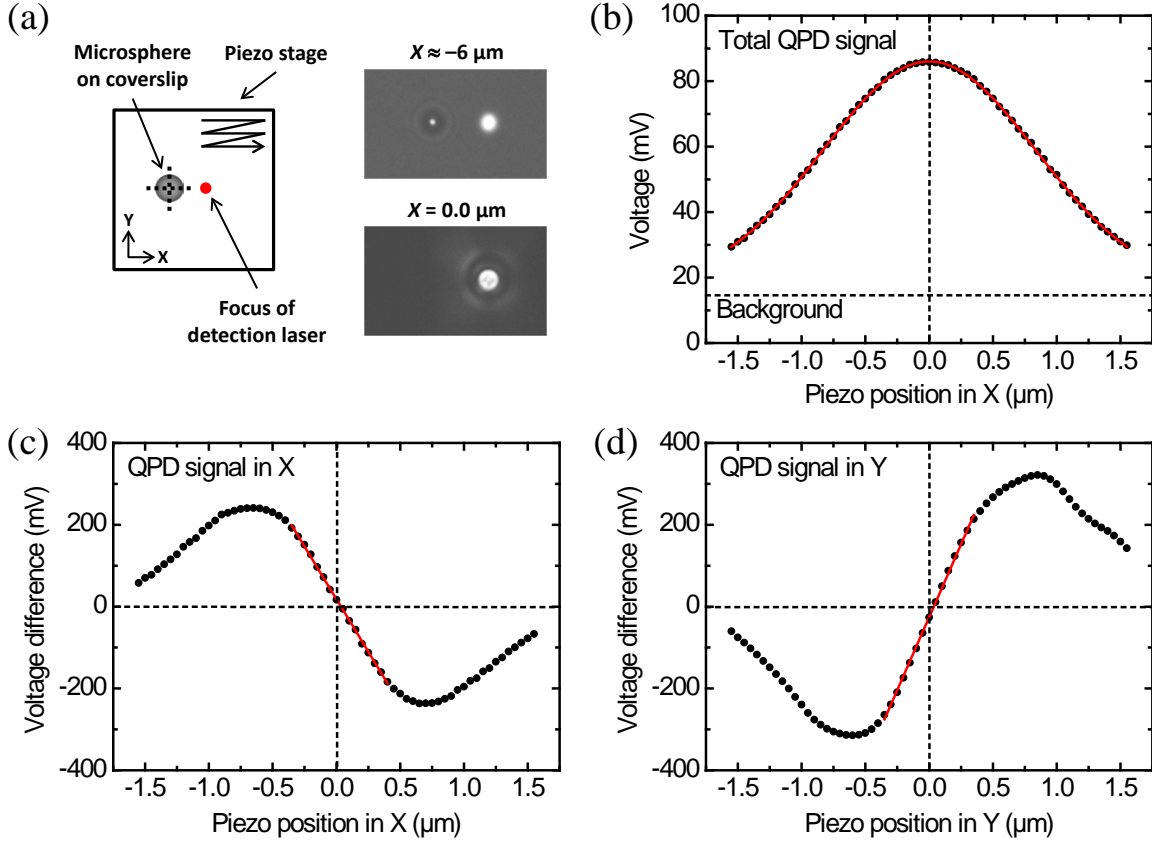 (a)
Microsphere
on coverslip
Piezo stage
Y
X
Focus of
detection laser
X ≈ –6 µm
X = 0.0 µm
(b)
Total QPD signal
Background
100
80
60
40
20
0
Voltage (mV)
-1.5 -1.0 -0.5 0.0 0.5 1.0 1.5
Piezo position in X (µm)
(c)
QPD signal in X
400
200
0
-200
-400
Voltage difference (mV)
-1.5 -1.0 -0.5 0.0 0.5 1.0 1.5
Piezo position in X (µm)
(d)
QPD signal in Y
400
200
0
-200
-400
Voltage difference (mV)
-1.5 -1.0 -0.5 0.0 0.5 1.0 1.5
Piezo position in Y (µm)